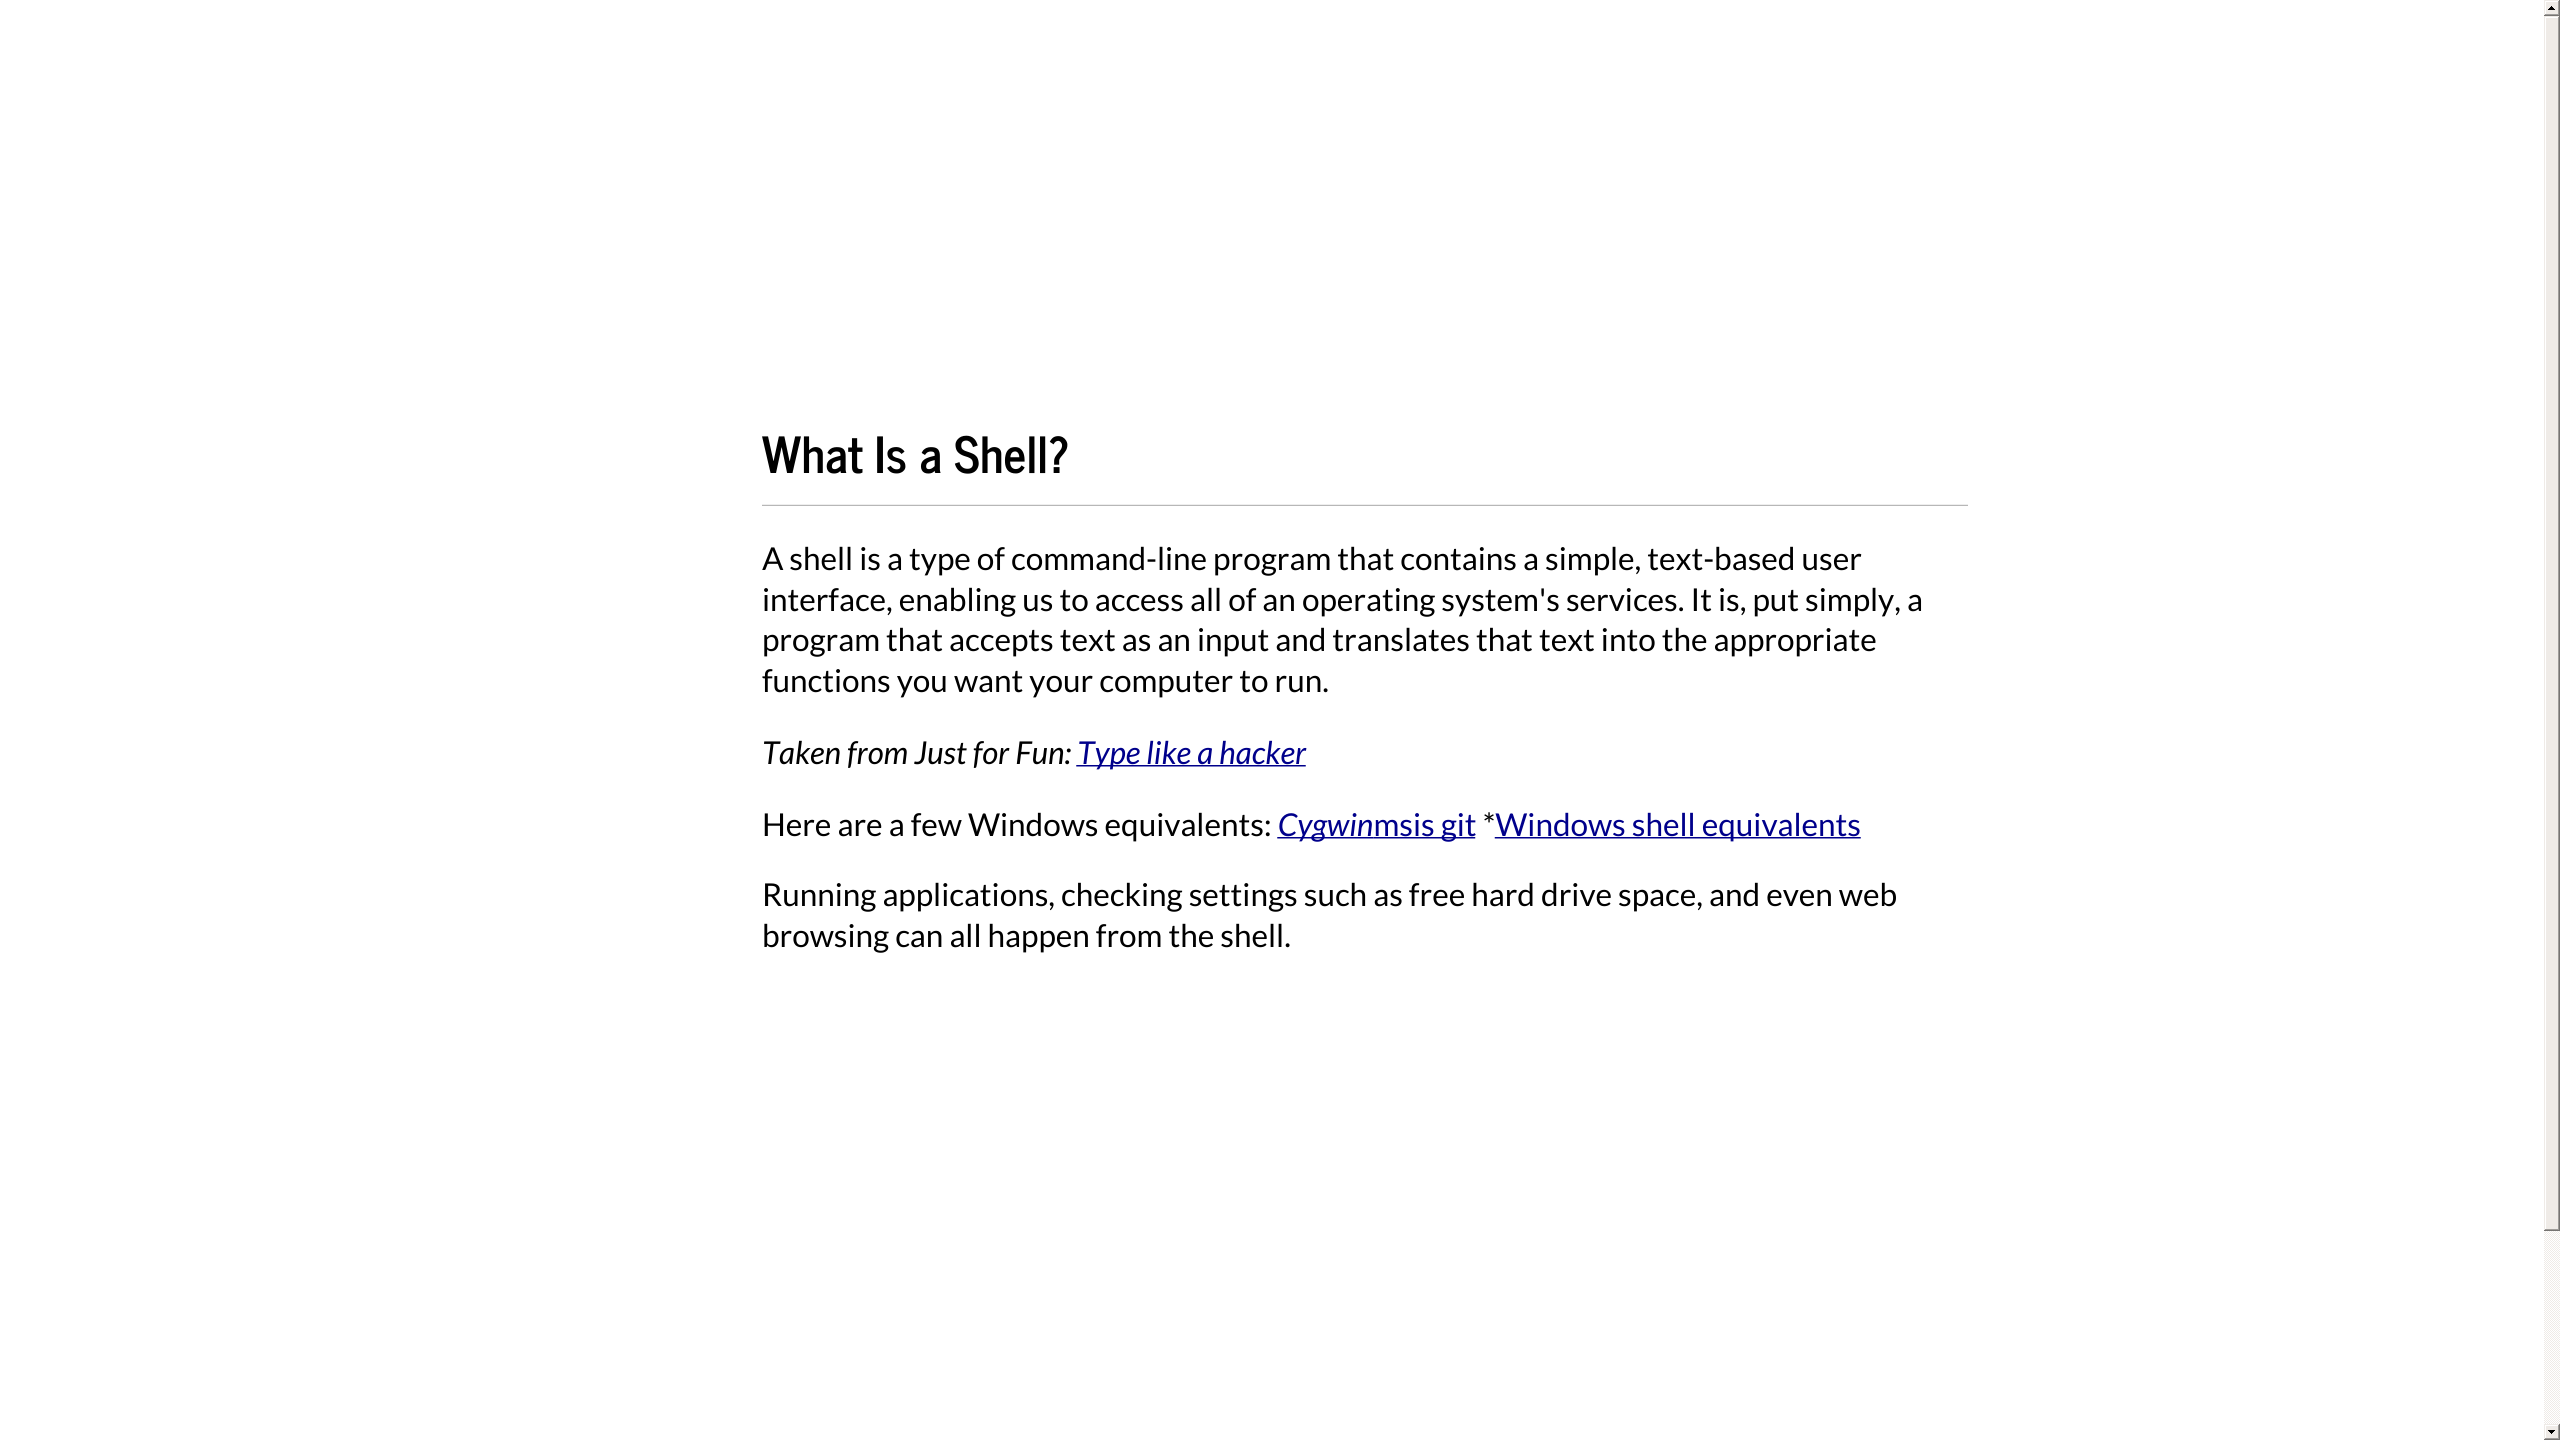 What Is a Shell?
A shell is a type of command-line program that contains a simple, text-based user
interface, enabling us to access all of an operating system's services. It is, put simply, a
program that accepts text as an input and translates that text into the appropriate
functions you want your computer to run.
Taken from Just for Fun: Type like a hacker
Here are a few Windows equivalents: Cygwinmsis git *Windows shell equivalents
Running applications, checking settings such as free hard drive space, and even web
browsing can all happen from the shell.